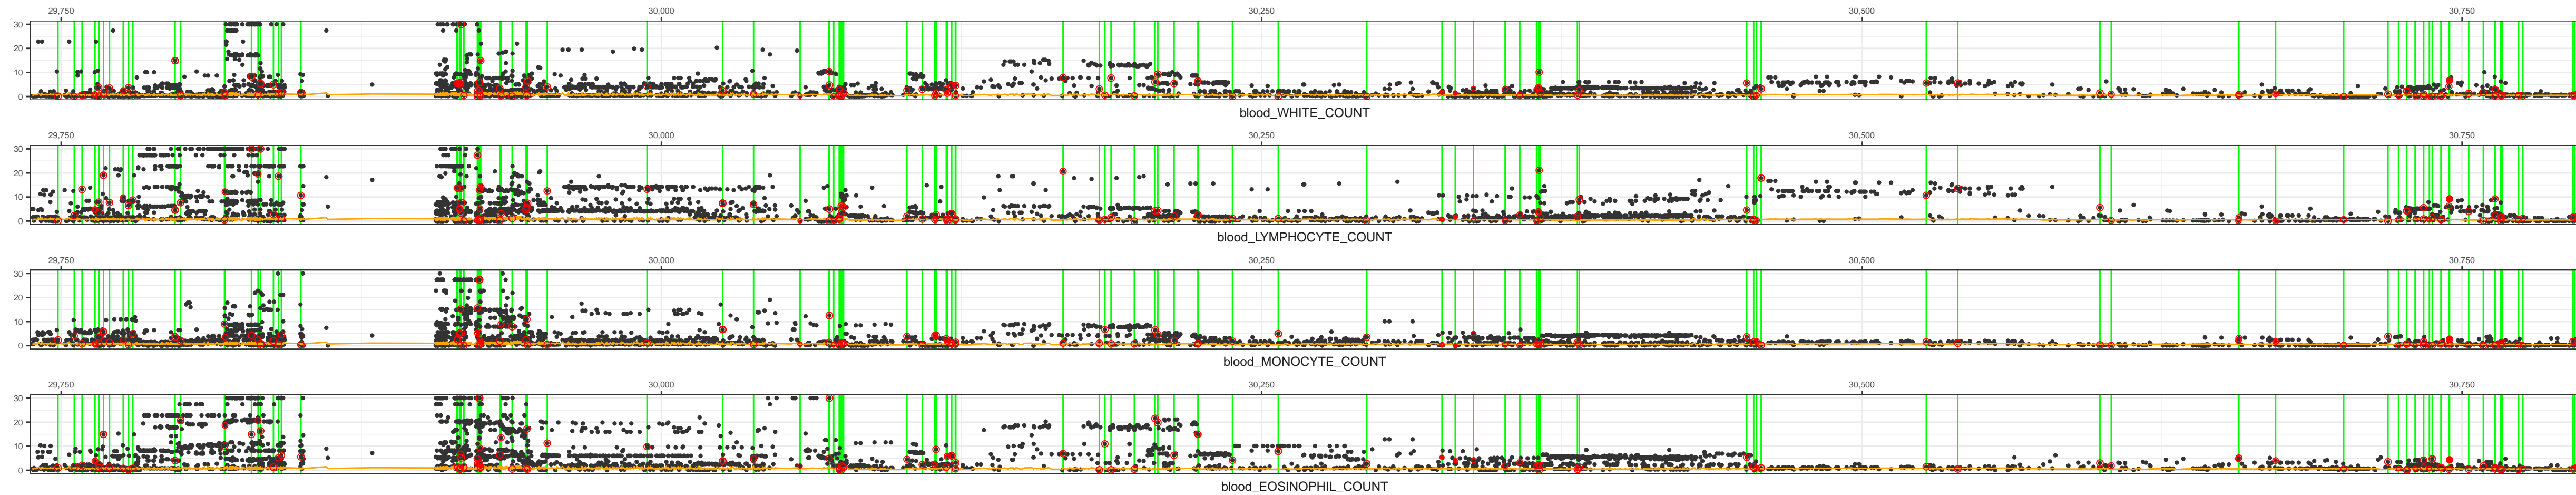 29,750 30,000 30,250 30,500 30,750
30
20
10
0
blood_WHITE_COUNT
29,750 30,000 30,250 30,500 30,750
30
20
10
0
blood_LYMPHOCYTE_COUNT
29,750 30,000 30,250 30,500 30,750
30
20
10
0
blood_MONOCYTE_COUNT
29,750 30,000 30,250 30,500 30,750
30
20
10
0
blood_EOSINOPHIL_COUNT